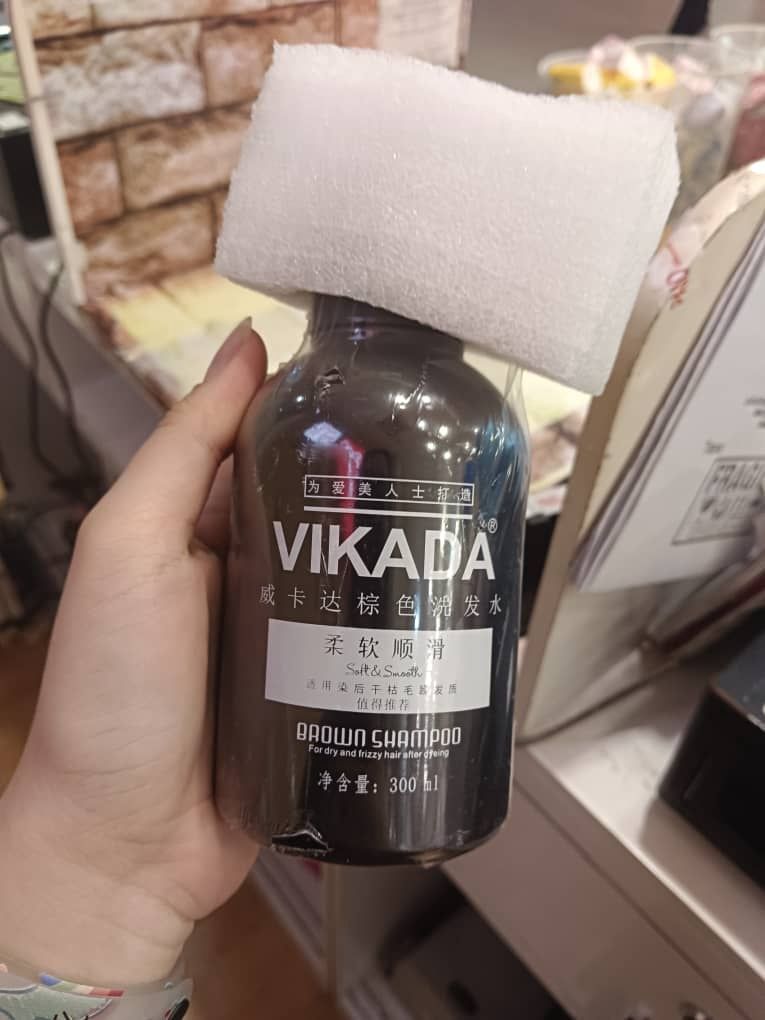 为爱美人士打造
VIKADA®
威卡达棕色洗发水
柔软顺滑
Soft & Smooth
适用染后干枯毛躁发质
值得推荐
BROWN SHAMPOO
For dry and frizzy hair after dyeing
净含量: 300 ml
FRAGI